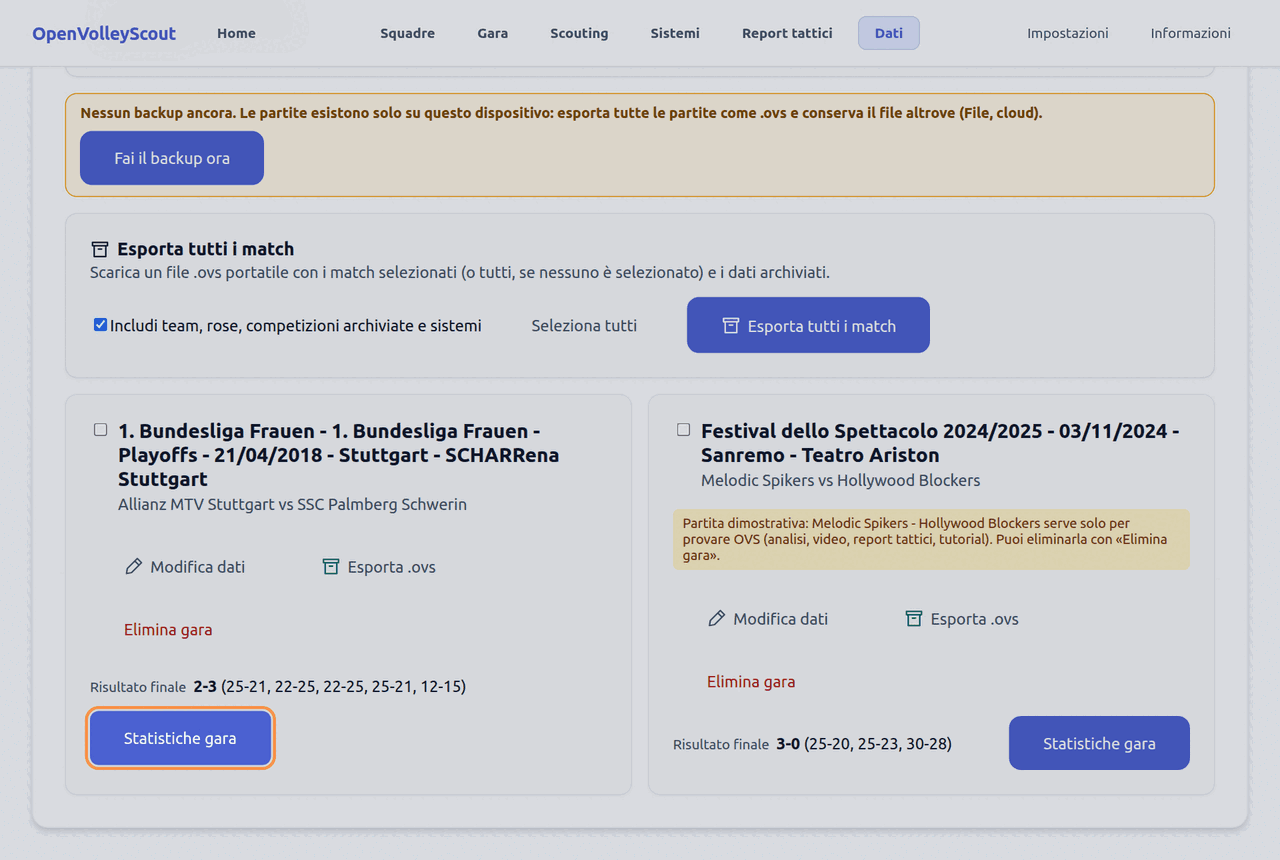 OpenVolleyScout
Home
Squadre
Gara
Scouting
Sistemi
Report tattici
Dati
Impostazioni
Informazioni
Nessun backup ancora. Le partite esistono solo su questo dispositivo: esporta tutte le partite come .ovs e conserva il file altrove (File, cloud).
Fai il backup ora
Esporta tutti i match
Scarica un file .ovs portatile con i match selezionati (o tutti, se nessuno è selezionato) e i dati archiviati.
Includi team, rose, competizioni archiviate e sistemi
Seleziona tutti
Esporta tutti i match
1. Bundesliga Frauen - 1. Bundesliga Frauen -
Playoffs - 21/04/2018 - Stuttgart - SCHARRena
Stuttgart
Allianz MTV Stuttgart vs SSC Palmberg Schwerin
Modifica dati
Esporta .ovs
Elimina gara
Risultato finale 2-3 (25-21, 22-25, 22-25, 25-21, 12-15)
Statistiche gara
Festival dello Spettacolo 2024/2025 - 03/11/2024 -
Sanremo - Teatro Ariston
Melodic Spikers vs Hollywood Blockers
Partita dimostrativa: Melodic Spikers - Hollywood Blockers serve solo per
provare OVS (analisi, video, report tattici, tutorial). Puoi eliminarla con «Elimina
gara».
Modifica dati
Esporta .ovs
Elimina gara
Risultato finale 3-0 (25-20, 25-23, 30-28)
Statistiche gara